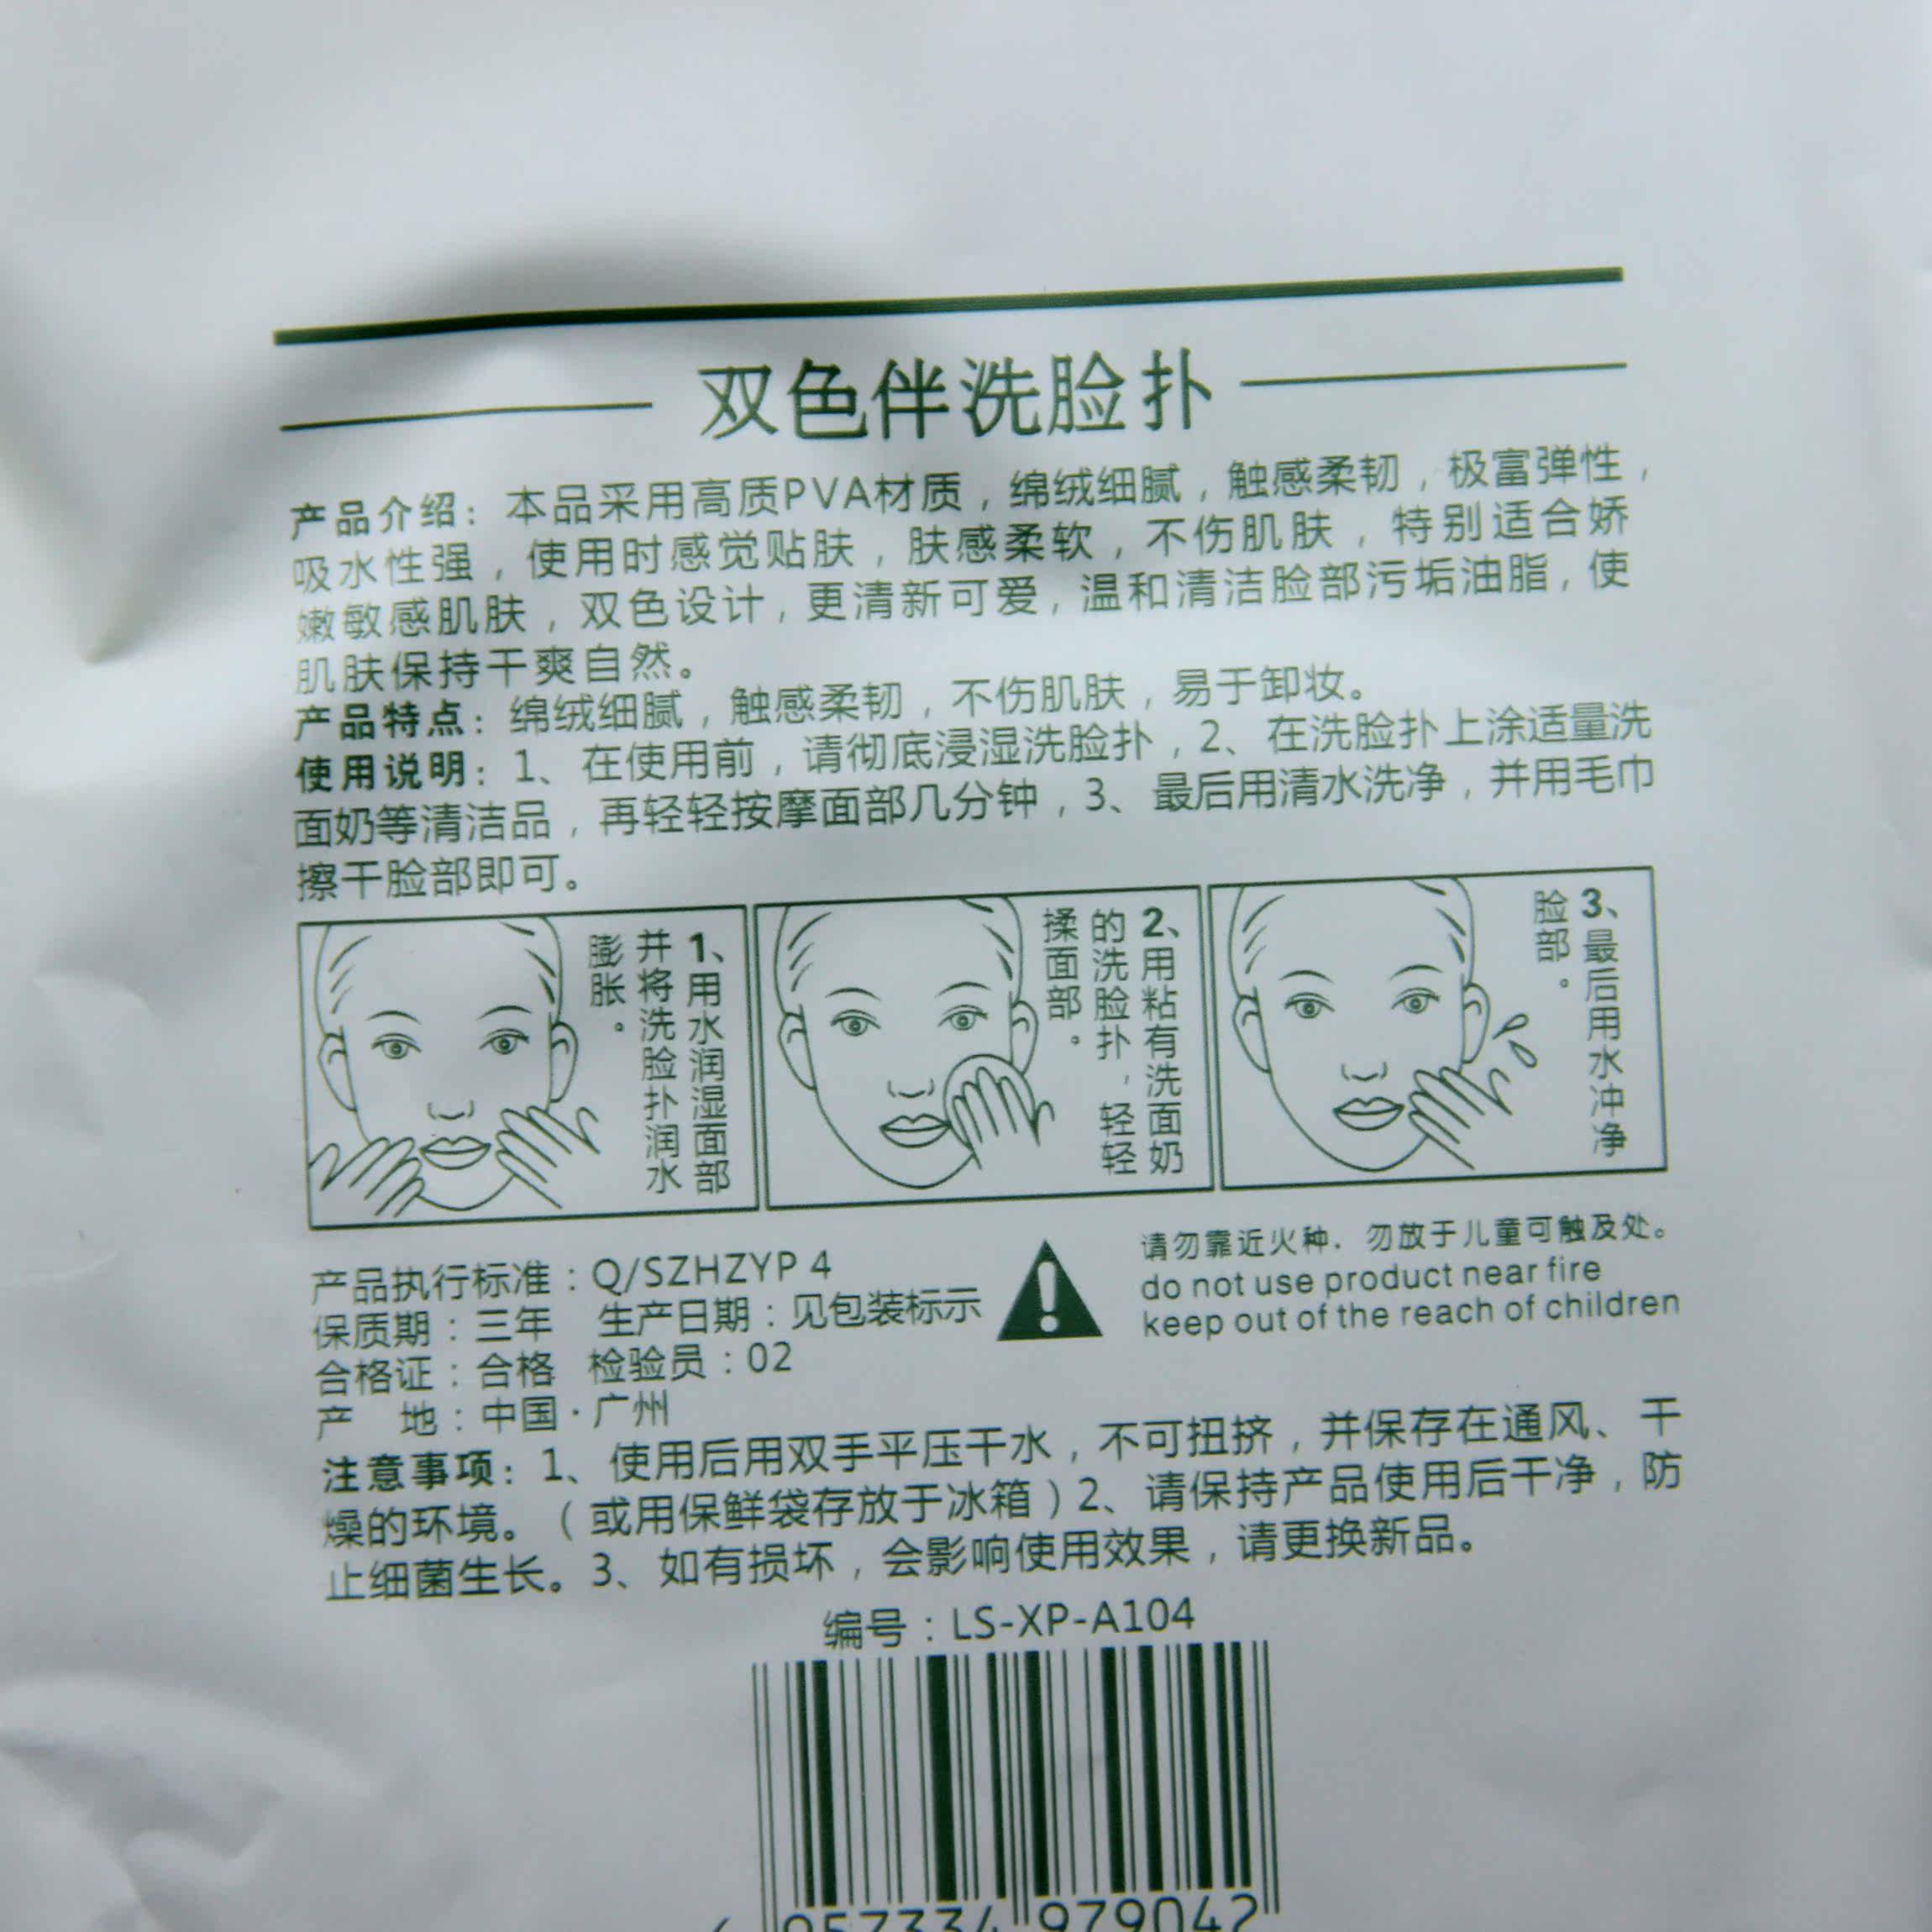 双色伴洗脸扑
产品介绍：本品采用高质PVA材质，绵绒细腻，触感柔韧，极富弹性，
吸水性强，使用时感觉贴肤，肤感柔软，不伤肌肤，特别适合娇
嫩敏感肌肤，双色设计，更清新可爱，温和清洁脸部污垢油脂，使
肌肤保持干爽自然。
产品特点：绵绒细腻，触感柔韧，不伤肌肤，易于卸妆。
使用说明：1、在使用前，请彻底浸湿洗脸扑，2、在洗脸扑上涂适量洗
面奶等清洁品，再轻轻按摩面部几分钟，3、最后用清水洗净，并用毛巾
擦干脸部即可。
1、用水润湿面部
并将洗脸扑润水
膨胀。
2、用粘有洗面奶
的洗脸扑，轻轻
揉面部。
3、最后用水冲净
脸部。
产品执行标准：Q/SZHZYP 4
保质期：三年 生产日期：见包装标示
合格证：合格 检验员：02
产 地：中国·广州
请勿靠近火种．勿放于儿童可触及处。
do not use product near fire
keep out of the reach of children
注意事项：1、使用后用双手平压干水，不可扭挤，并保存在通风、干
燥的环境。（或用保鲜袋存放于冰箱）2、请保持产品使用后干净，防
止细菌生长。3、如有损坏，会影响使用效果，请更换新品。
编号：LS-XP-A104
957334 979042